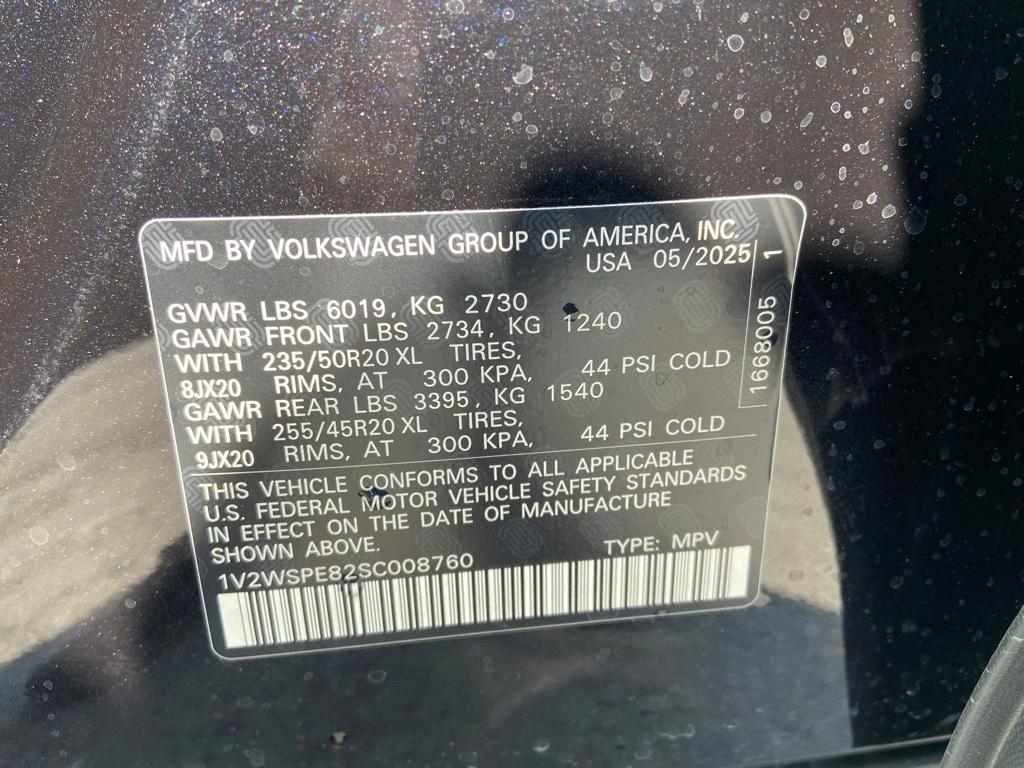 MFD BY VOLKSWAGEN GROUP OF AMERICA, INC.
USA 05/2025
GVWR LBS 6019, KG 2730
GAWR FRONT LBS 2734, KG 1240
WITH 235/50R20 XL TIRES,
8JX20 RIMS, AT 300 KPA, 44 PSI COLD
GAWR REAR LBS 3395, KG 1540
WITH 255/45R20 XL TIRES,
9JX20 RIMS, AT 300 KPA, 44 PSI COLD
THIS VEHICLE CONFORMS TO ALL APPLICABLE
U.S. FEDERAL MOTOR VEHICLE SAFETY STANDARDS
IN EFFECT ON THE DATE OF MANUFACTURE
SHOWN ABOVE.
TYPE: MPV
1V2WSPE82SC008760
1668005 1